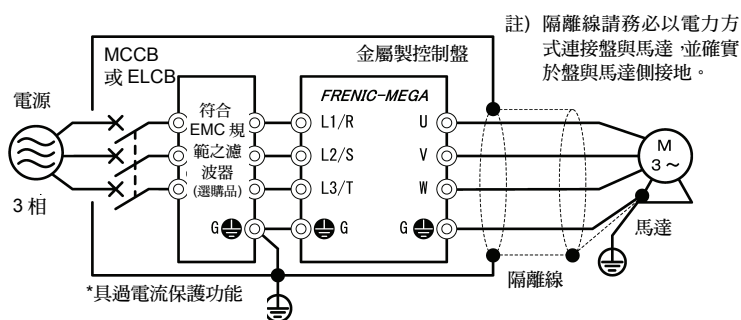 註) 隔離線請務必以電力方
式連接盤與馬達,並確實
於盤與馬達側接地。
MCCB
或 ELCB
金屬製控制盤
電源
3 相
符合
EMC 規
範之濾
波器
(選購品)
G
FRENIC-MEGA
L1/R
L2/S
L3/T
G
U
V
W
G
M
3～
馬達
隔離線
*具過電流保護功能